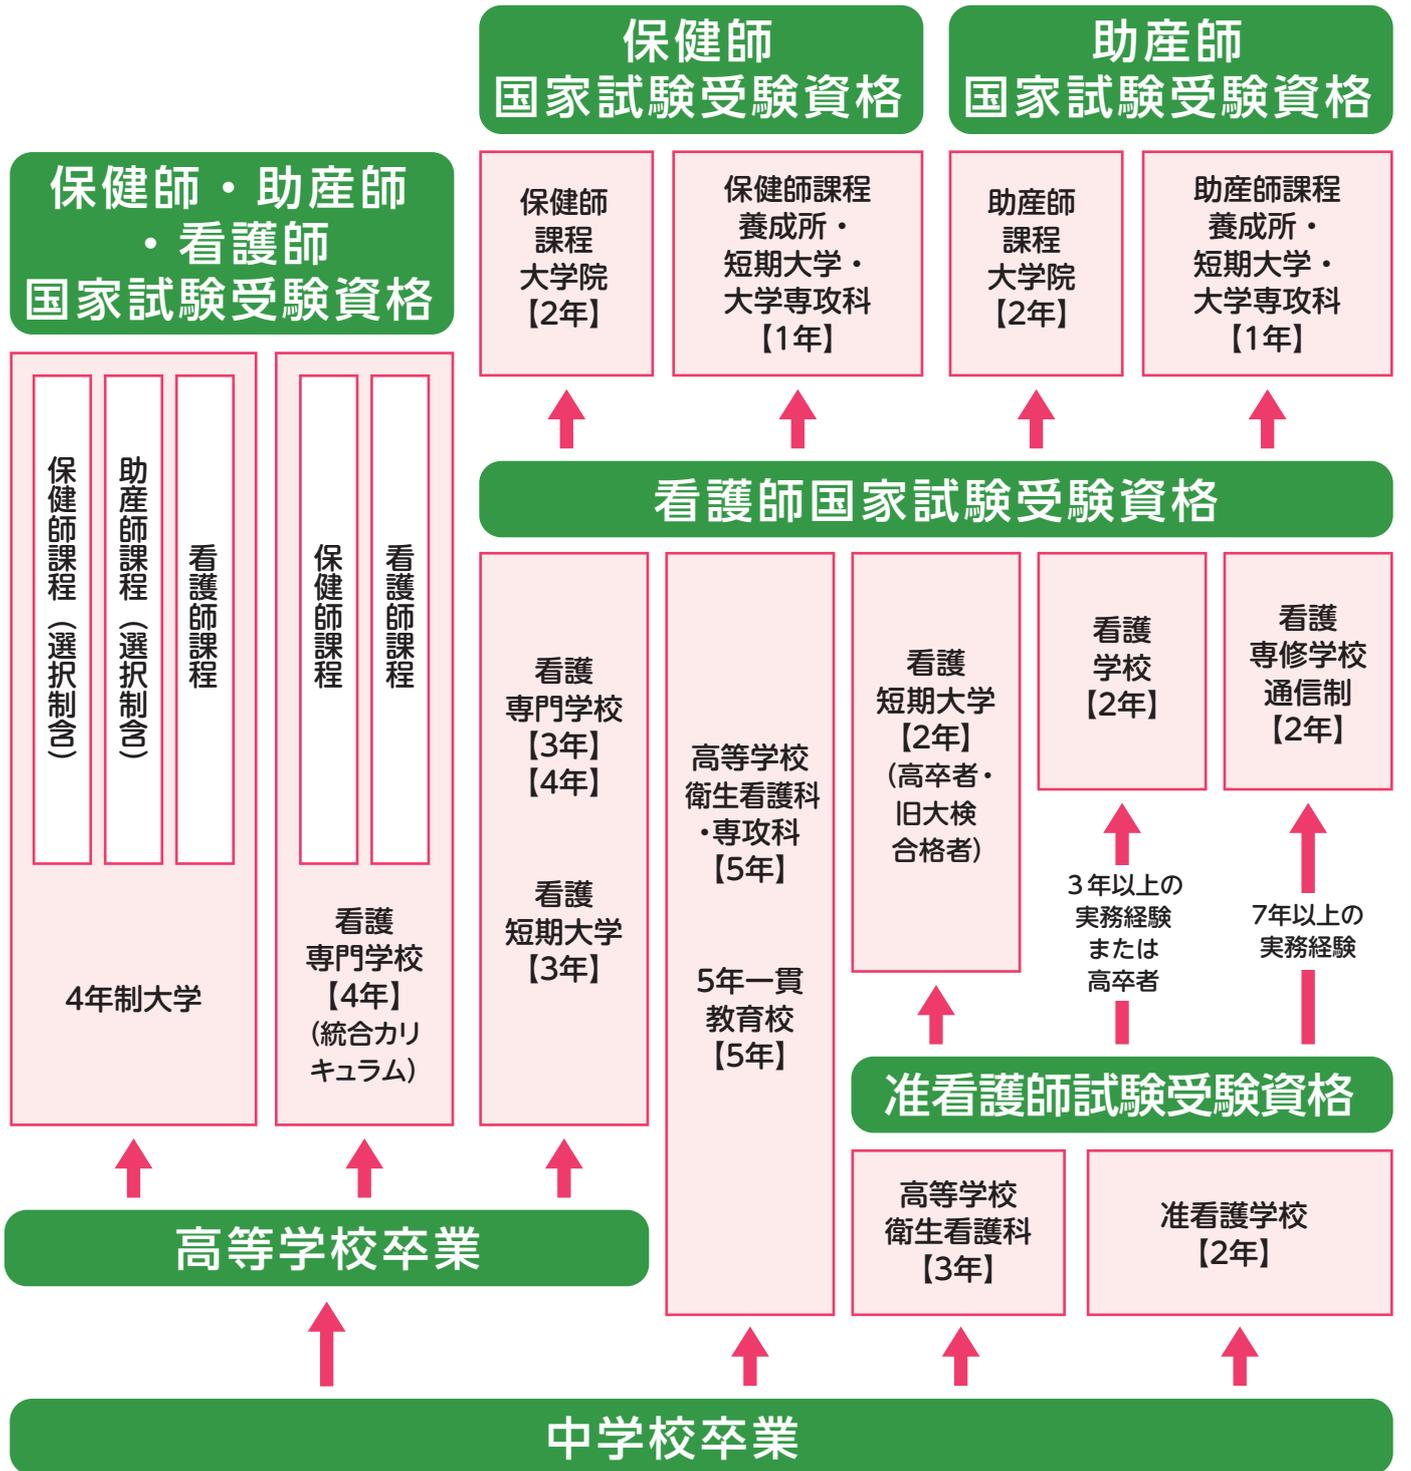 保健師
国家試験受験資格
助産師
国家試験受験資格
保健師・助産師
・看護師
国家試験受験資格
保健師
課程
大学院
【2年】
保健師課程
養成所・
短期大学・
大学専攻科
【1年】
助産師
課程
大学院
【2年】
助産師課程
養成所・
短期大学・
大学専攻科
【1年】
保健師課程（選択制含）
助産師課程（選択制含）
看護師課程
4年制大学
保健師課程
看護師課程
看護
専門学校
【4年】
（統合カリ
キュラム）
看護師国家試験受験資格
看護
専門学校
【3年】
【4年】
看護
短期大学
【3年】
高等学校
衛生看護科
・専攻科
【5年】
5年一貫
教育校
【5年】
看護
短期大学
【2年】
（高卒者・
旧大検
合格者）
看護
学校
【2年】
看護
専修学校
通信制
【2年】
３年以上の
実務経験
または
高卒者
7年以上の
実務経験
准看護師試験受験資格
高等学校
衛生看護科
【3年】
准看護学校
【2年】
高等学校卒業
中学校卒業